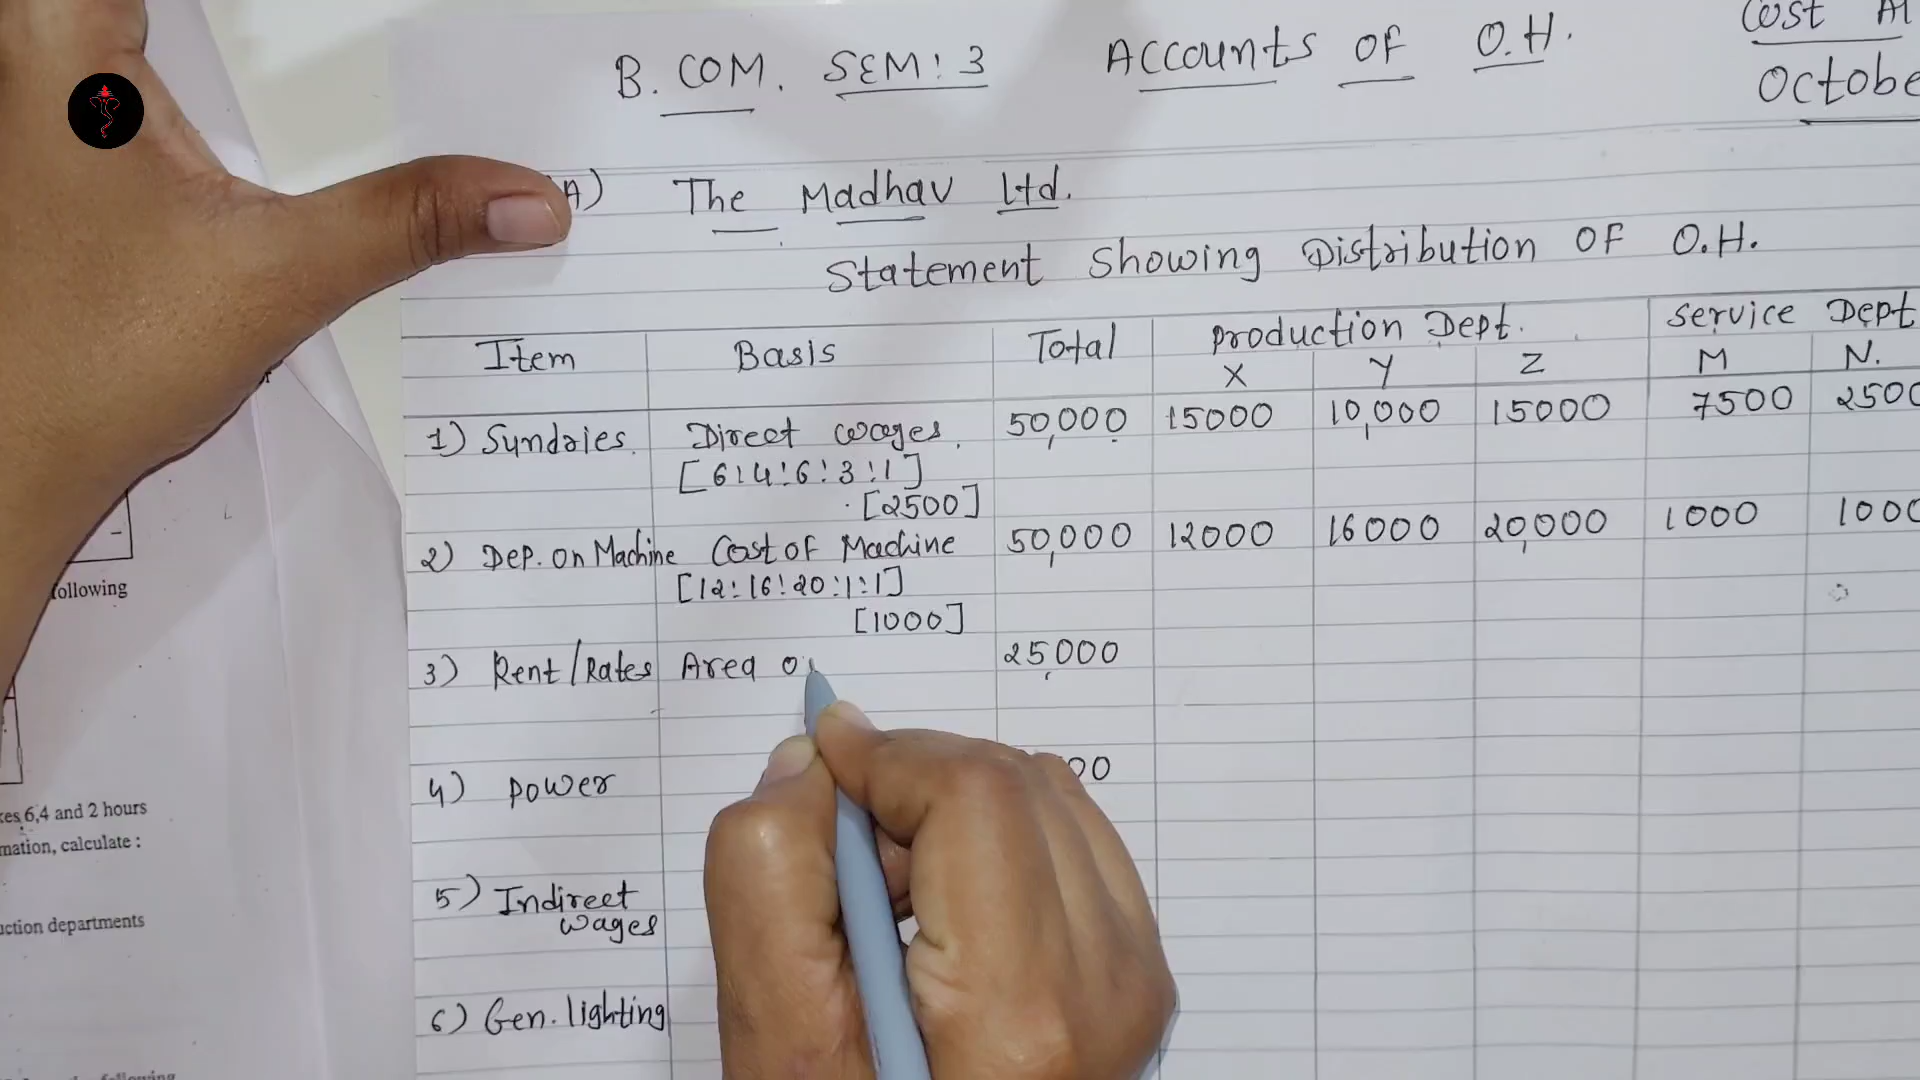 B. COM. SEM: 3 Accounts OF O.H. Cost
A) The Madhav Ltd.
Statement Showing Distribution OF O.H.
Item Basis Total Production Dept. Service Dept
X Y Z M N.
1) Sundries. Direct wages. 50,000 15000 10,000 15000 7500 2500
[6:4:6:3:1]
[2500]
2) Dep. on Machine Cost of Machine 50,000 12000 16000 20,000 1000 1000
[12:16:20:1:1]
[1000]
3) Rent/Rates Area 25000
4) Power
5) Indirect
wages
6) Gen. lighting
following
6,4 and 2 hours
calculate :
departments
following